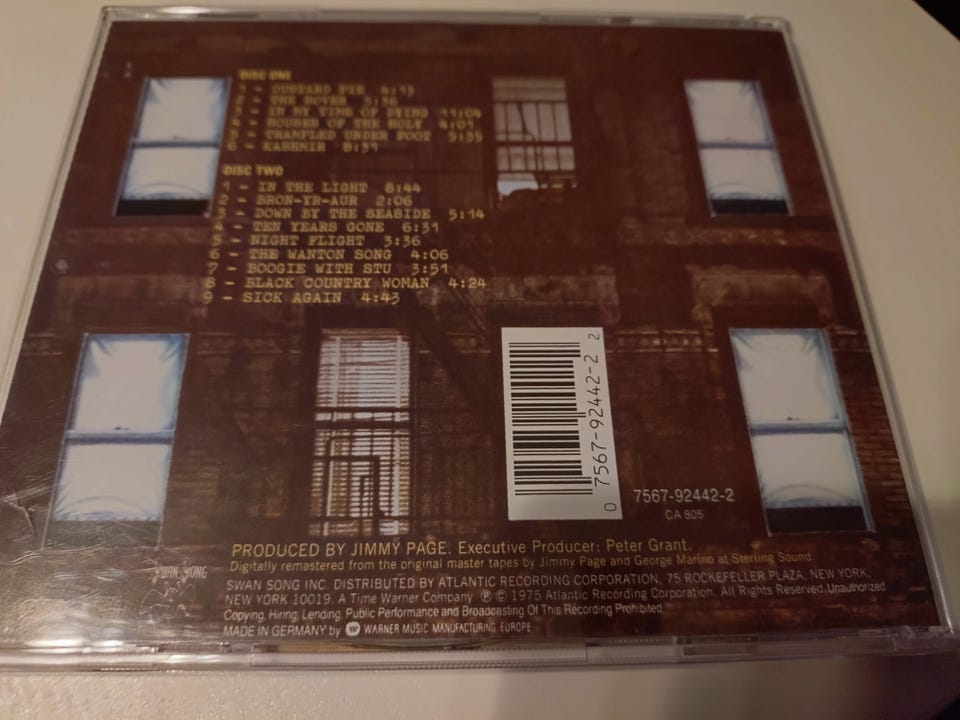 DISC ONE
1 - CUSTARD PIE 4:13
2 - THE ROVER 5:36
3 - IN MY TIME OF DYING 11:04
4 - HOUSES OF THE HOLY 4:01
5 - TRAMPLED UNDER FOOT 5:35
6 - KASHMIR 8:31
DISC TWO
1 - IN THE LIGHT 8:44
2 - BRON-YR-AUR 2:06
3 - DOWN BY THE SEASIDE 5:14
4 - TEN YEARS GONE 6:31
5 - NIGHT FLIGHT 3:36
6 - THE WANTON SONG 4:06
7 - BOOGIE WITH STU 3:51
8 - BLACK COUNTRY WOMAN 4:24
9 - SICK AGAIN 4:43
0 7567-92442-2 2
7567-92442-2
CA 805
PRODUCED BY JIMMY PAGE. Executive Producer: Peter Grant.
Digitally remastered from the original master tapes by Jimmy Page and George Marino at Sterling Sound.
SWAN SONG
SWAN SONG INC. DISTRIBUTED BY ATLANTIC RECORDING CORPORATION, 75 ROCKEFELLER PLAZA, NEW YORK,
NEW YORK 10019. A Time Warner Company ℗ © 1975 Atlantic Recording Corporation. All Rights Reserved. Unauthorized
Copying, Hiring, Lending, Public Performance and Broadcasting Of This Recording Prohibited
MADE IN GERMANY by WARNER MUSIC MANUFACTURING EUROPE